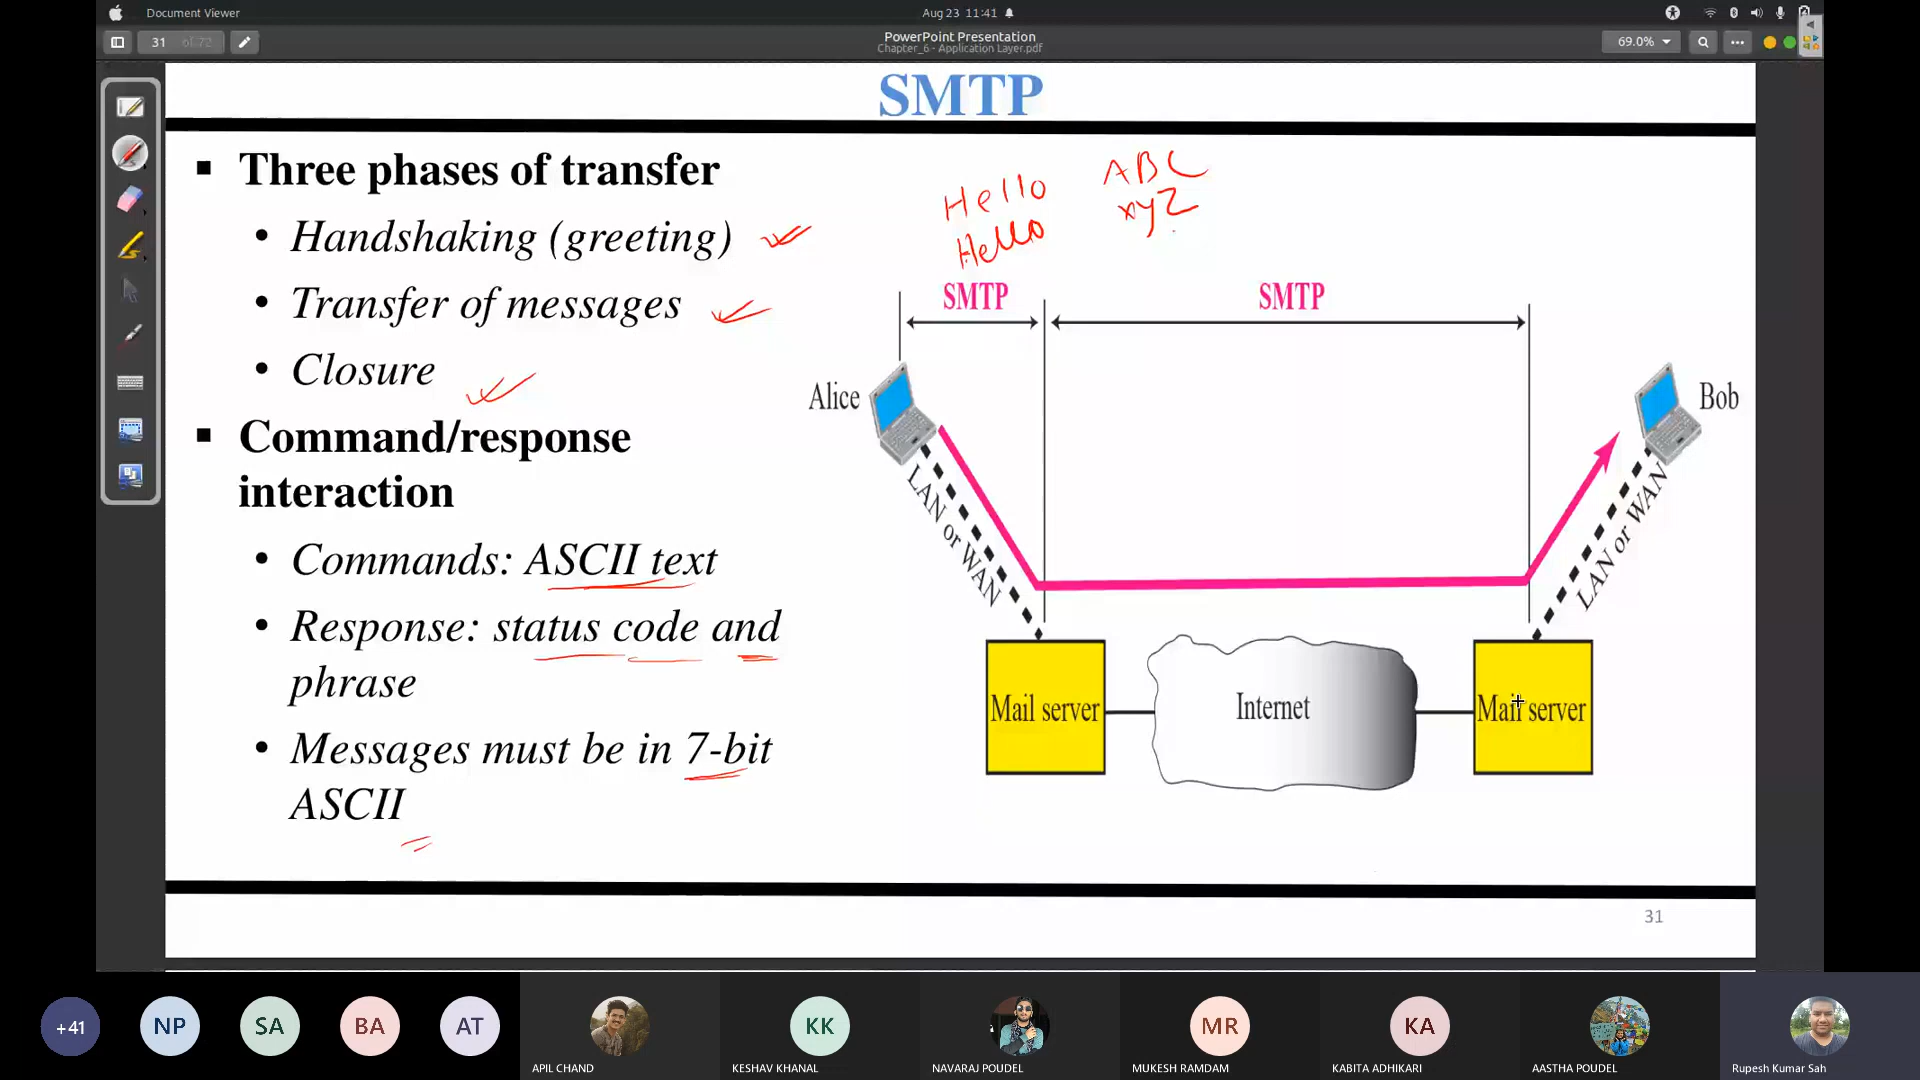 Document Viewer
Aug 23 11:41
31 of 72
PowerPoint Presentation
Chapter_6 - Application Layer.pdf
69.0%
SMTP
▪ Three phases of transfer
• Handshaking (greeting)
• Transfer of messages
• Closure
▪ Command/response
interaction
• Commands: ASCII text
• Response: status code and
phrase
• Messages must be in 7-bit
ASCII
Hello
Hello
ABC
xyz
SMTP
SMTP
Alice
Bob
LAN or WAN
LAN or WAN
Mail server
Internet
Mail server
31
+41
NP
SA
BA
AT
APIL CHAND
KK
KESHAV KHANAL
NAVARAJ POUDEL
MR
MUKESH RAMDAM
KA
KABITA ADHIKARI
AASTHA POUDEL
Rupesh Kumar Sah